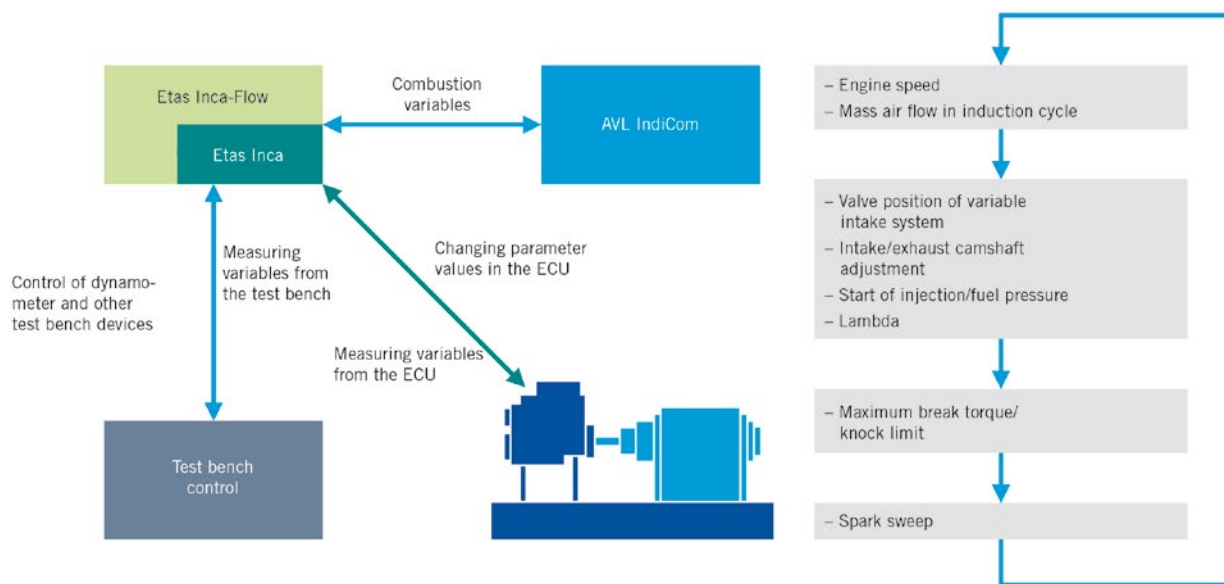 Etas Inca-Flow
Etas Inca
Combustion
variables
AVL IndiCom
Control of dynamo-
meter and other
test bench devices
Measuring
variables from
the test bench
Changing parameter
values in the ECU
Measuring variables
from the ECU
Test bench
control
– Engine speed
– Mass air flow in induction cycle
– Valve position of variable
intake system
– Intake/exhaust camshaft
adjustment
– Start of injection/fuel pressure
– Lambda
– Maximum break torque/
knock limit
– Spark sweep